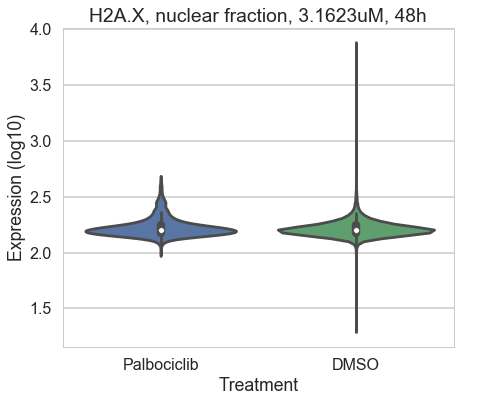 H2A.X, nuclear fraction, 3.1623uM, 48h
4.0
3.5
3.0
2.5
2.0
1.5
Expression (log10)
Palbociclib DMSO
Treatment